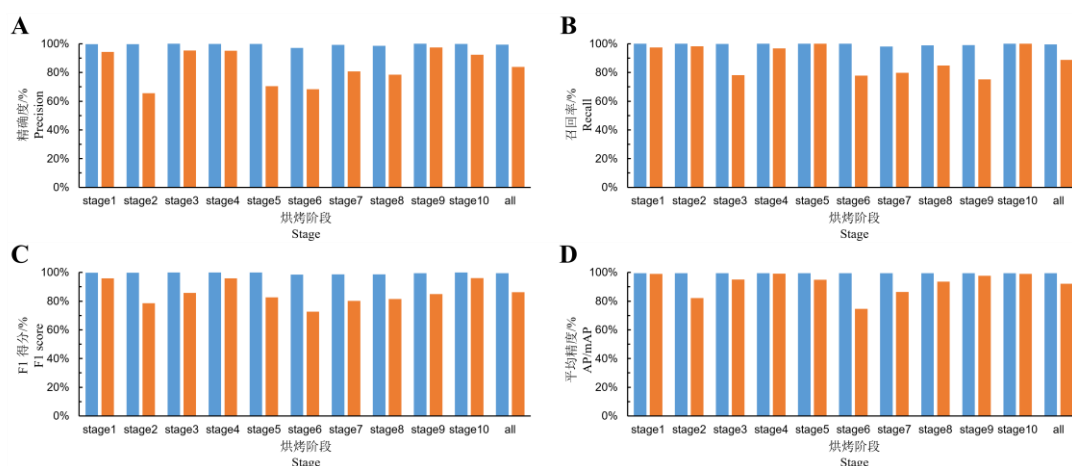 A
100%
80%
60%
40%
20%
0%
精确度/%
Precision
stage1 stage2 stage3 stage4 stage5 stage6 stage7 stage8 stage9 stage10 all
烘烤阶段
Stage
B
100%
80%
60%
40%
20%
0%
召回率/%
Recall
stage1 stage2 stage3 stage4 stage5 stage6 stage7 stage8 stage9 stage10 all
烘烤阶段
Stage
C
100%
80%
60%
40%
20%
0%
F1 得分/%
F1 score
stage1 stage2 stage3 stage4 stage5 stage6 stage7 stage8 stage9 stage10 all
烘烤阶段
Stage
D
100%
80%
60%
40%
20%
0%
平均精度/%
AP/mAP
stage1 stage2 stage3 stage4 stage5 stage6 stage7 stage8 stage9 stage10 all
烘烤阶段
Stage